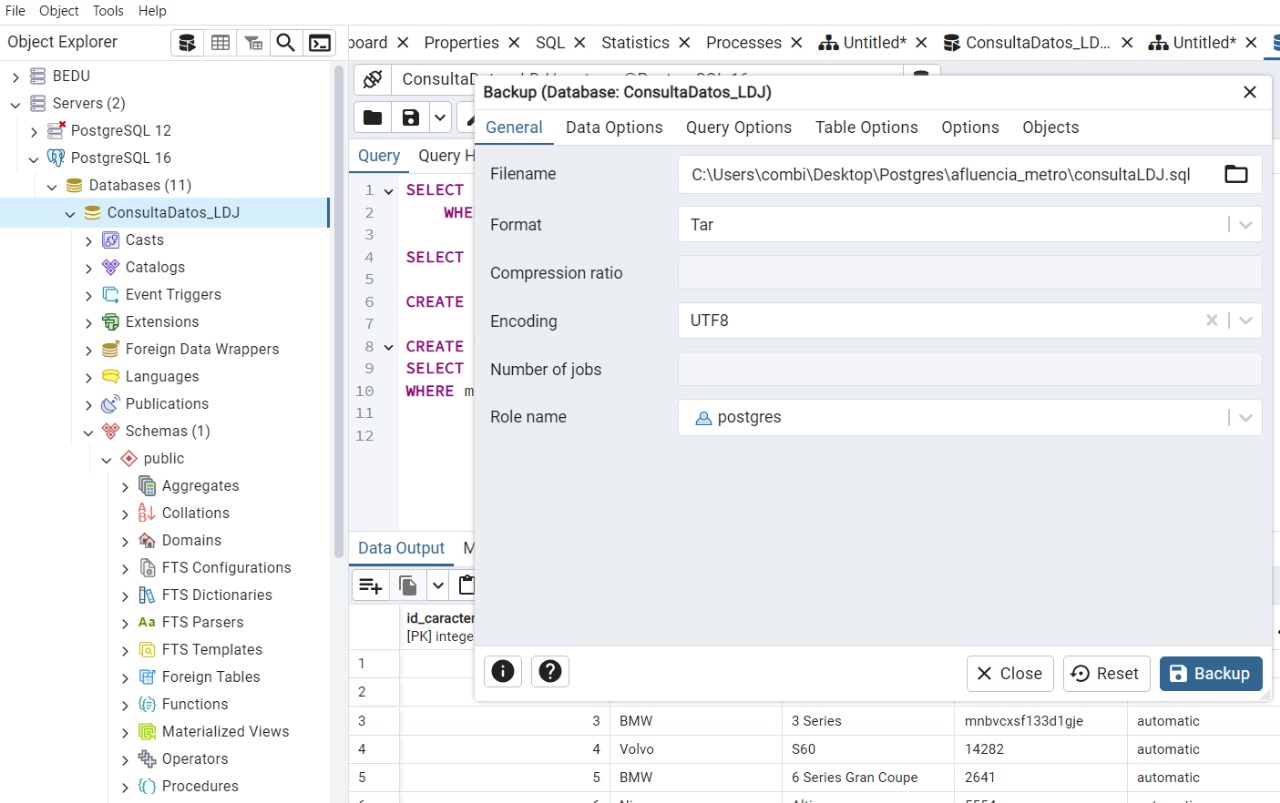 File Object Tools Help
Object Explorer
board Properties SQL Statistics Processes Untitled* ConsultaDatos_LD... Untitled*
BEDU
Servers (2)
PostgreSQL 12
PostgreSQL 16
Databases (11)
ConsultaDatos_LDJ
Casts
Catalogs
Event Triggers
Extensions
Foreign Data Wrappers
Languages
Publications
Schemas (1)
public
Aggregates
Collations
Domains
FTS Configurations
FTS Dictionaries
Aa FTS Parsers
FTS Templates
Foreign Tables
Functions
Materialized Views
Operators
Procedures
Query Query H
1 SELECT
2 WHE
3
4 SELECT
5
6 CREATE
7
8 CREATE
9 SELECT
10 WHERE m
11
12
Backup (Database: ConsultaDatos_LDJ)
General Data Options Query Options Table Options Options Objects
Filename C:\Users\combi\Desktop\Postgres\afluencia_metro\consultaLDJ.sql
Format Tar
Compression ratio
Encoding UTF8
Number of jobs
Role name postgres
Close Reset Backup
Data Output M
id_caracter
[PK] intege
1
2
3 3 BMW 3 Series mnbvcxsf133d1gje automatic
4 4 Volvo S60 14282 automatic
5 5 BMW 6 Series Gran Coupe 2641 automatic